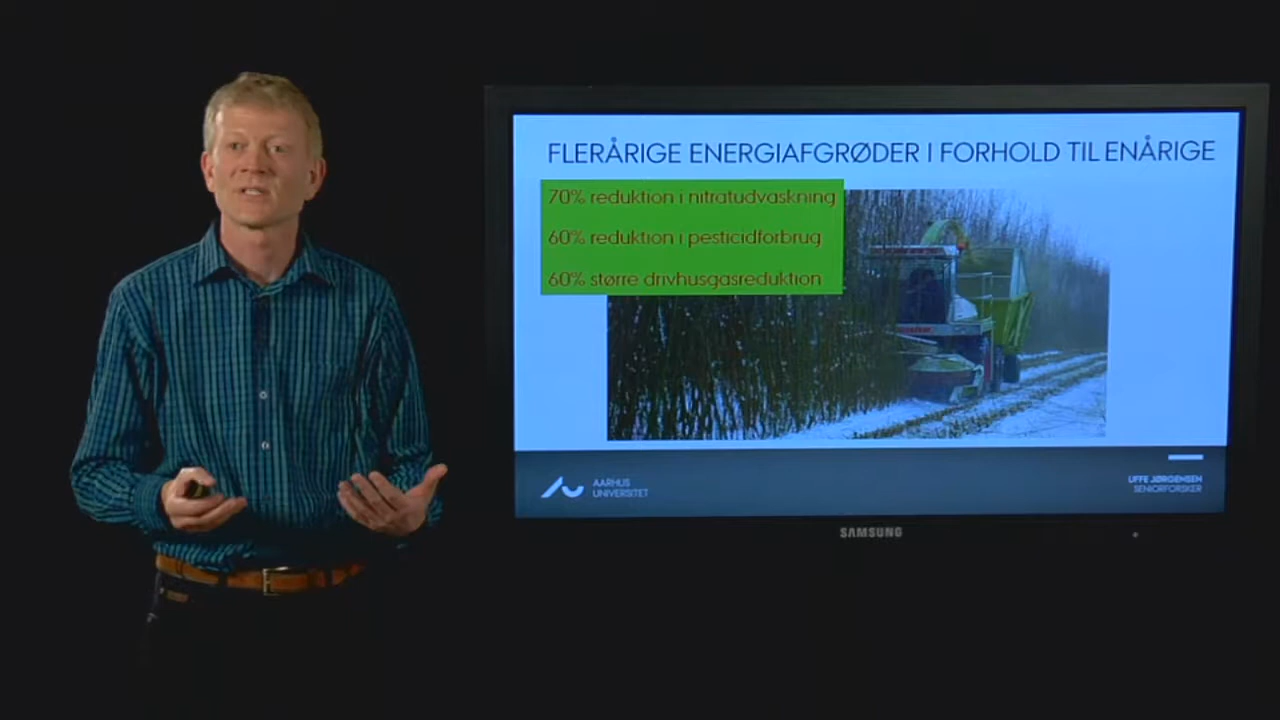 FLERÅRIGE ENERGIAFGRØDER I FORHOLD TIL ENÅRIGE
70% reduktion i nitratudvaskning
60% reduktion i pesticidforbrug
60% større drivhusgasreduktion
AARHUS
UNIVERSITET
UFFE JØRGENSEN
SENIORFORSKER
SAMSUNG